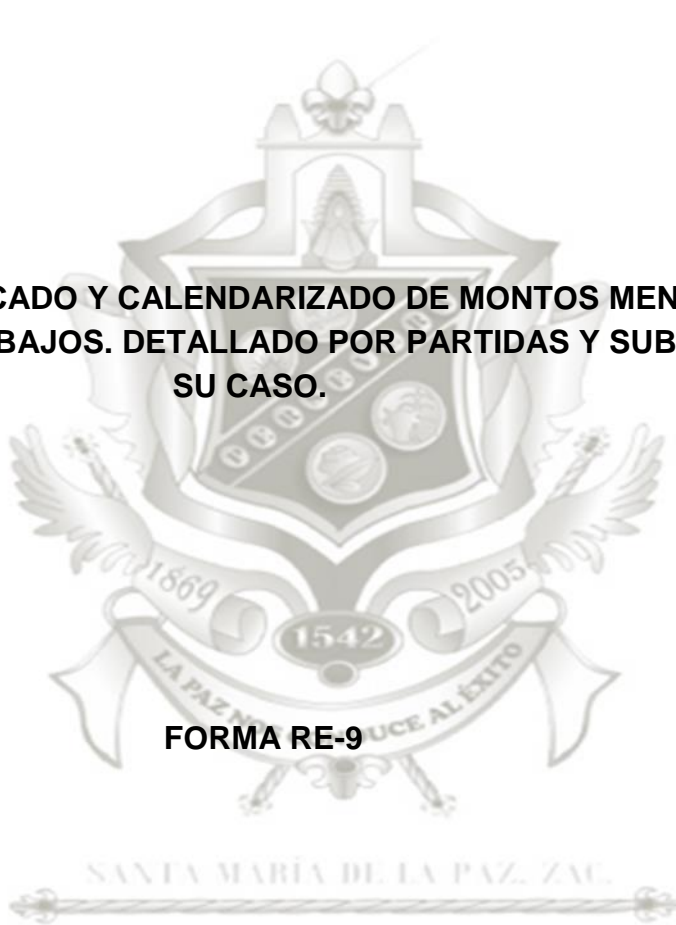 CADO Y CALENDARIZADO DE MONTOS MEN
BAJOS. DETALLADO POR PARTIDAS Y SUB
SU CASO.
1869
2005
1542
LA PAZ NOS UCE AL ÉXITO
FORMA RE-9
SANTA MARÍA DE LA PAZ, ZAC.